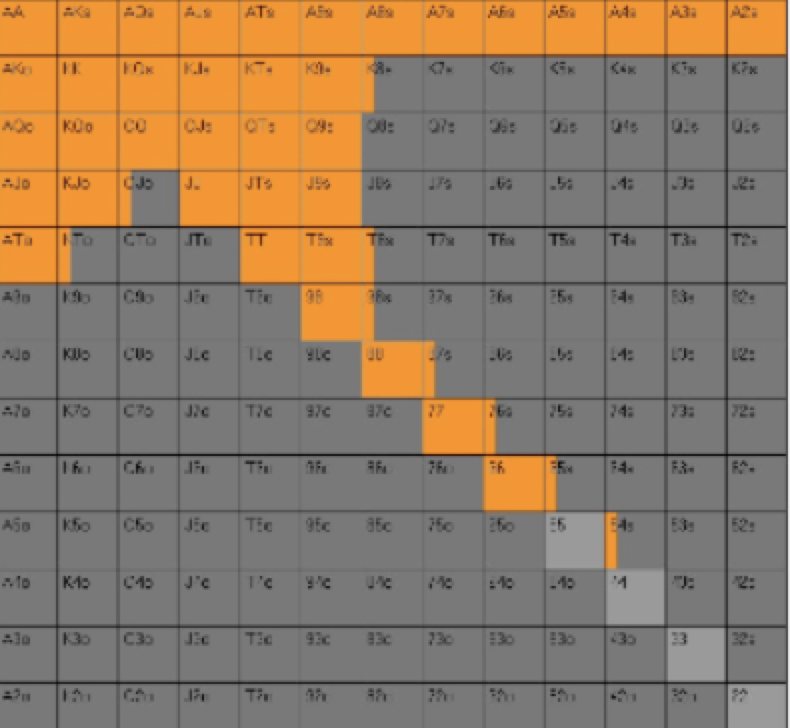 AA AKs AQs AJs ATs A9s A8s A7s A6s A5s A4s A3s A2s
AKo KK KQs KJs KTs K9s K8s K7s K6s K5s K4s K3s K2s
AQo KQo QQ QJs QTs Q9s Q8s Q7s Q6s Q5s Q4s Q3s Q2s
AJo KJo QJo JJ JTs J9s J8s J7s J6s J5s J4s J3s J2s
ATo KTo QTo JTo TT T9s T8s T7s T6s T5s T4s T3s T2s
A9o K9o Q9o J9o T9o 99 98s 97s 96s 95s 94s 93s 92s
A8o K8o Q8o J8o T8o 98o 88 87s 86s 85s 84s 83s 82s
A7o K7o Q7o J7o T7o 97o 87o 77 76s 75s 74s 73s 72s
A6o K6o Q6o J6o T6o 96o 86o 76o 66 65s 64s 63s 62s
A5o K5o Q5o J5o T5o 95o 85o 75o 65o 55 54s 53s 52s
A4o K4o Q4o J4o T4o 94o 84o 74o 64o 54o 44 43s 42s
A3o K3o Q3o J3o T3o 93o 83o 73o 63o 53o 43o 33 32s
A2o K2o Q2o J2o T2o 92o 82o 72o 62o 52o 42o 32o 22